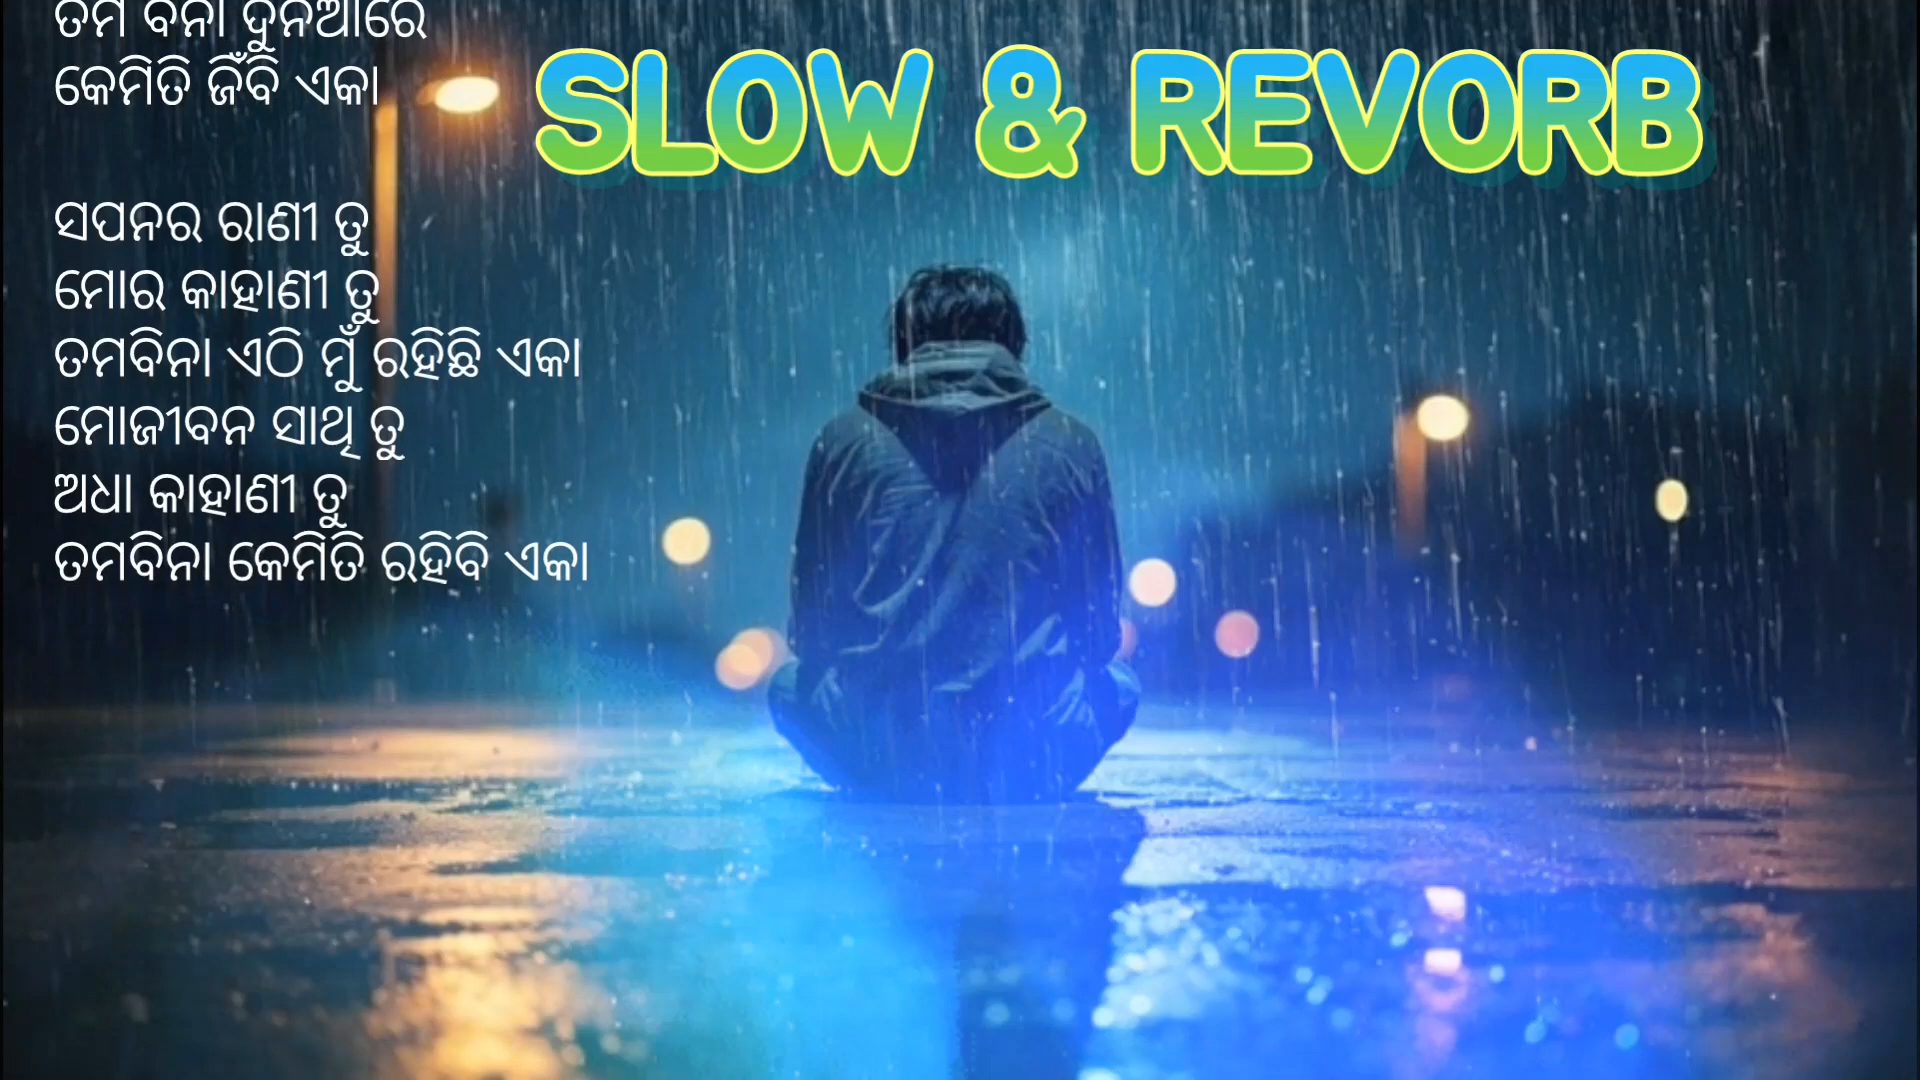 ତମ ବିନା ଦୁନିଆରେ
କେମିତି ଜିଁବି ଏକା
SLOW & REVORB
ସପନର ରାଣୀ ତୁ
ମୋର କାହାଣୀ ତୁ
ତମବିନା ଏଠି ମୁଁ ରହିଛି ଏକା
ମୋଜୀବନ ସାଥି ତୁ
ଅଧା କାହାଣୀ ତୁ
ତମବିନା କେମିତି ରହିବି ଏକା